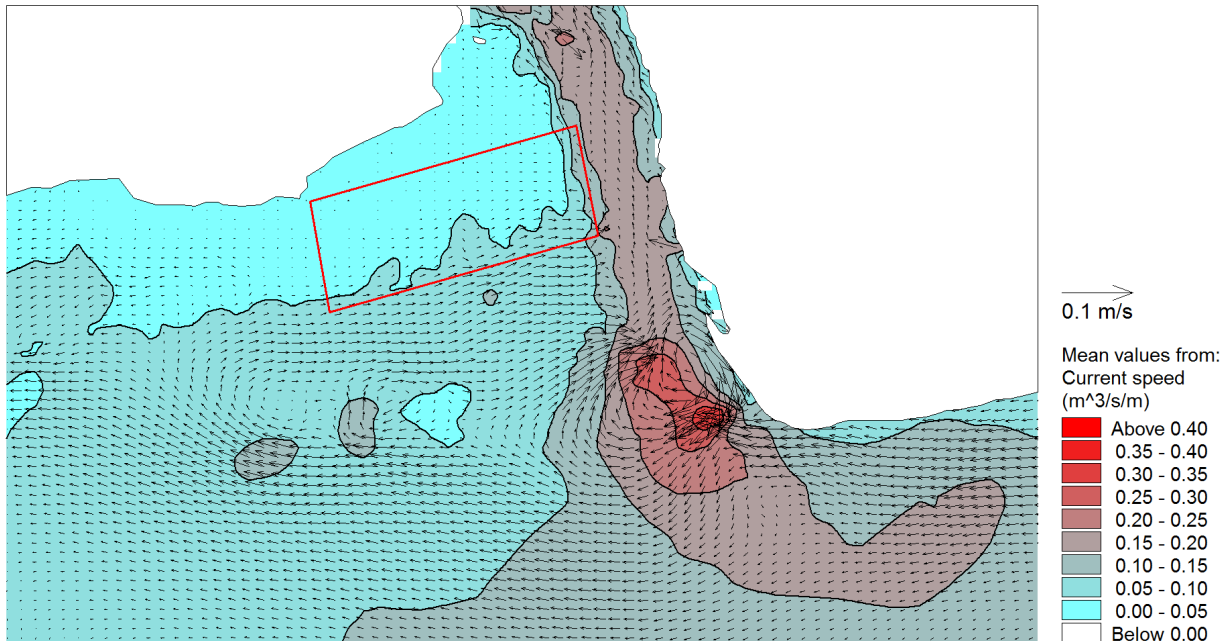 0.1 m/s
Mean values from:
Current speed
(m^3/s/m)
Above 0.40
0.35 - 0.40
0.30 - 0.35
0.25 - 0.30
0.20 - 0.25
0.15 - 0.20
0.10 - 0.15
0.05 - 0.10
0.00 - 0.05
Below 0.00